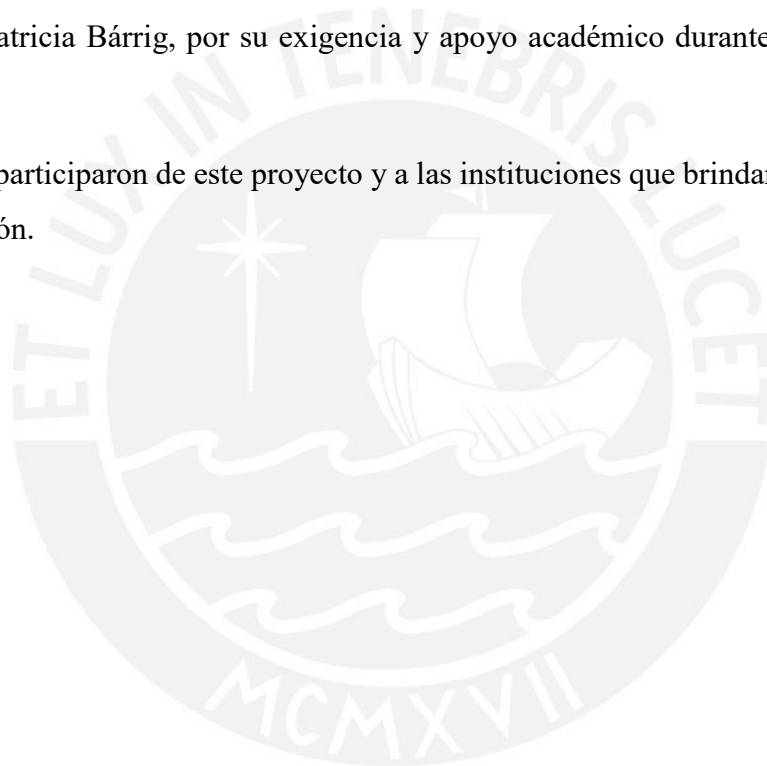 atricia Bárrig, por su exigencia y apoyo académico durante
participaron de este proyecto y a las instituciones que brindar
ón.
ET LUX IN TENEBRIS LUCET
MCMXVII